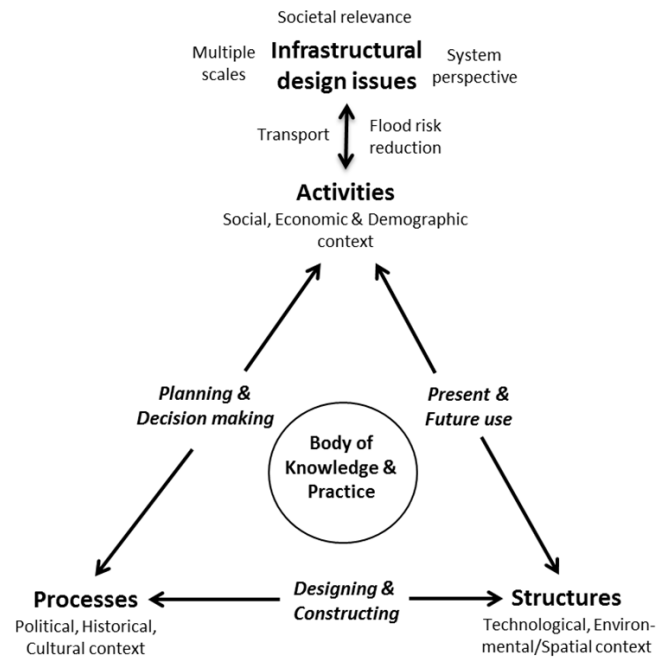 Societal relevance
Multiple
scales
Infrastructural
design issues
System
perspective
Transport
Flood risk
reduction
Activities
Social, Economic & Demographic
context
Planning &
Decision making
Present &
Future use
Body of
Knowledge &
Practice
Processes
Political, Historical,
Cultural context
Designing &
Constructing
Structures
Technological, Environ-
mental/Spatial context